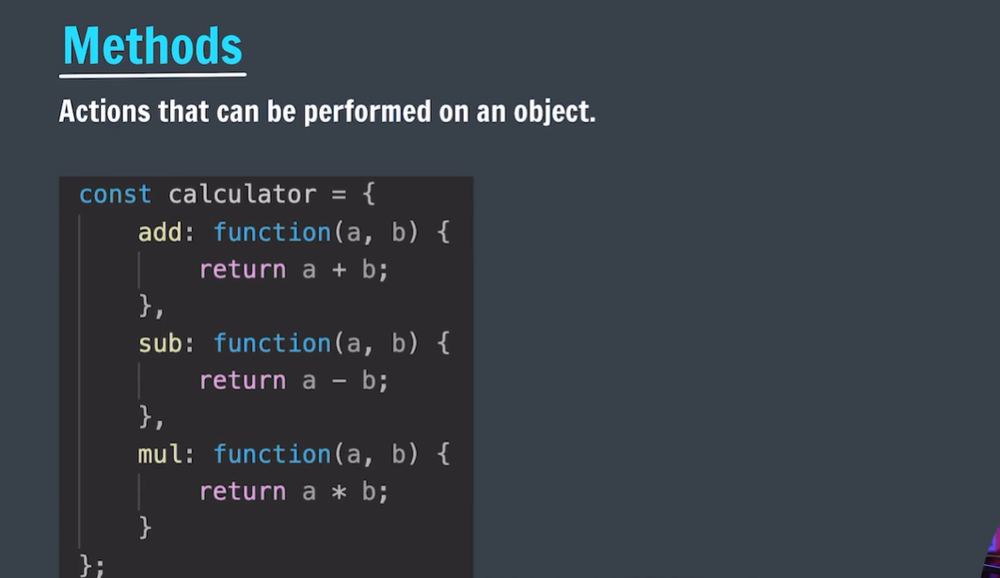 Methods
Actions that can be performed on an object.
const calculator = {
add: function(a, b) {
return a + b;
},
sub: function(a, b) {
return a - b;
},
mul: function(a, b) {
return a * b;
}
};